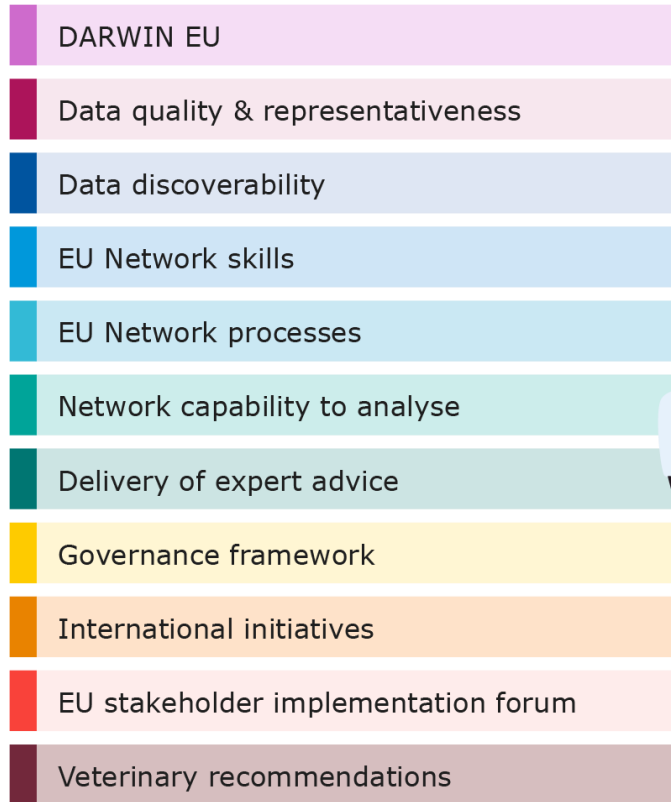 DARWIN EU
Data quality & representativeness
Data discoverability
EU Network skills
EU Network processes
Network capability to analyse
Delivery of expert advice
Governance framework
International initiatives
EU stakeholder implementation forum
Veterinary recommendations